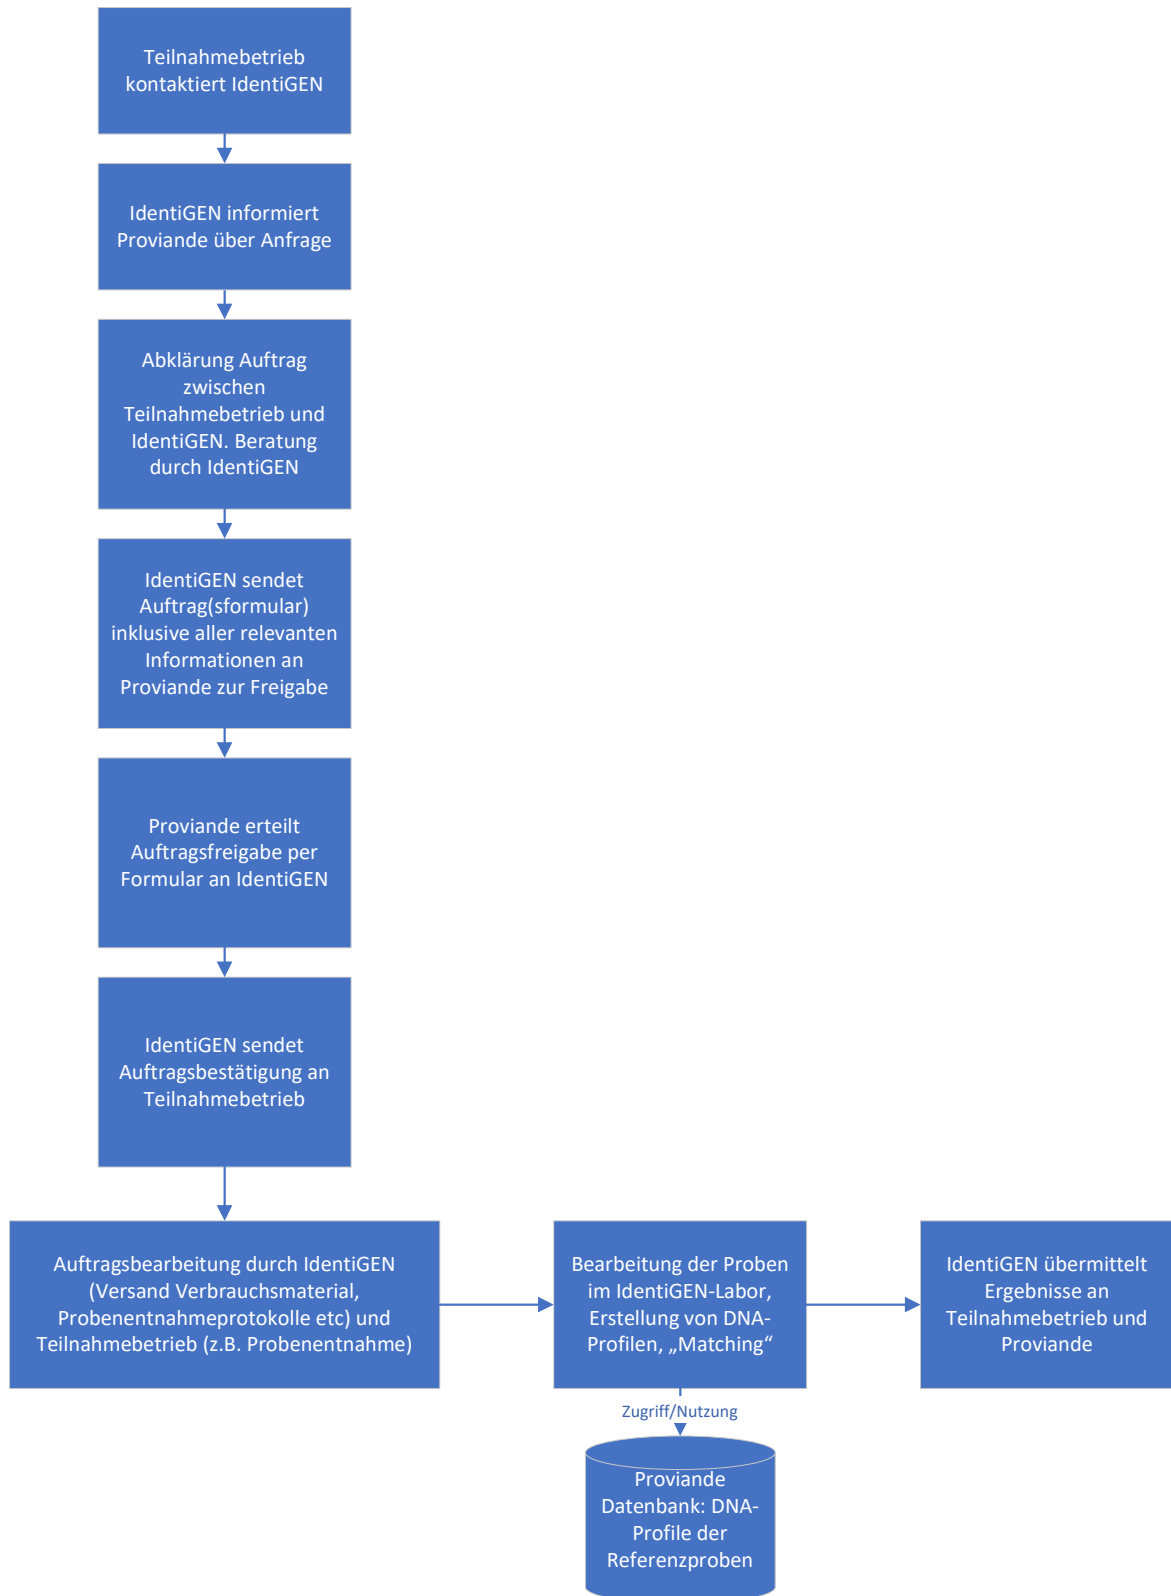 Teilnahmebetrieb
kontaktiert IdentiGEN
IdentiGEN informiert
Proviande über Anfrage
Abklärung Auftrag
zwischen
Teilnahmebetrieb und
IdentiGEN. Beratung
durch IdentiGEN
IdentiGEN sendet
Auftrag(sformular)
inklusive aller relevanten
Informationen an
Proviande zur Freigabe
Proviande erteilt
Auftragsfreigabe per
Formular an IdentiGEN
IdentiGEN sendet
Auftragsbestätigung an
Teilnahmebetrieb
Auftragsbearbeitung durch IdentiGEN
(Versand Verbrauchsmaterial,
Probenentnahmeprotokolle etc) und
Teilnahmebetrieb (z.B. Probenentnahme)
Bearbeitung der Proben
im IdentiGEN-Labor,
Erstellung von DNA-
Profilen, „Matching“
IdentiGEN übermittelt
Ergebnisse an
Teilnahmebetrieb und
Proviande
Zugriff/Nutzung
Proviande
Datenbank: DNA-
Profile der
Referenzproben